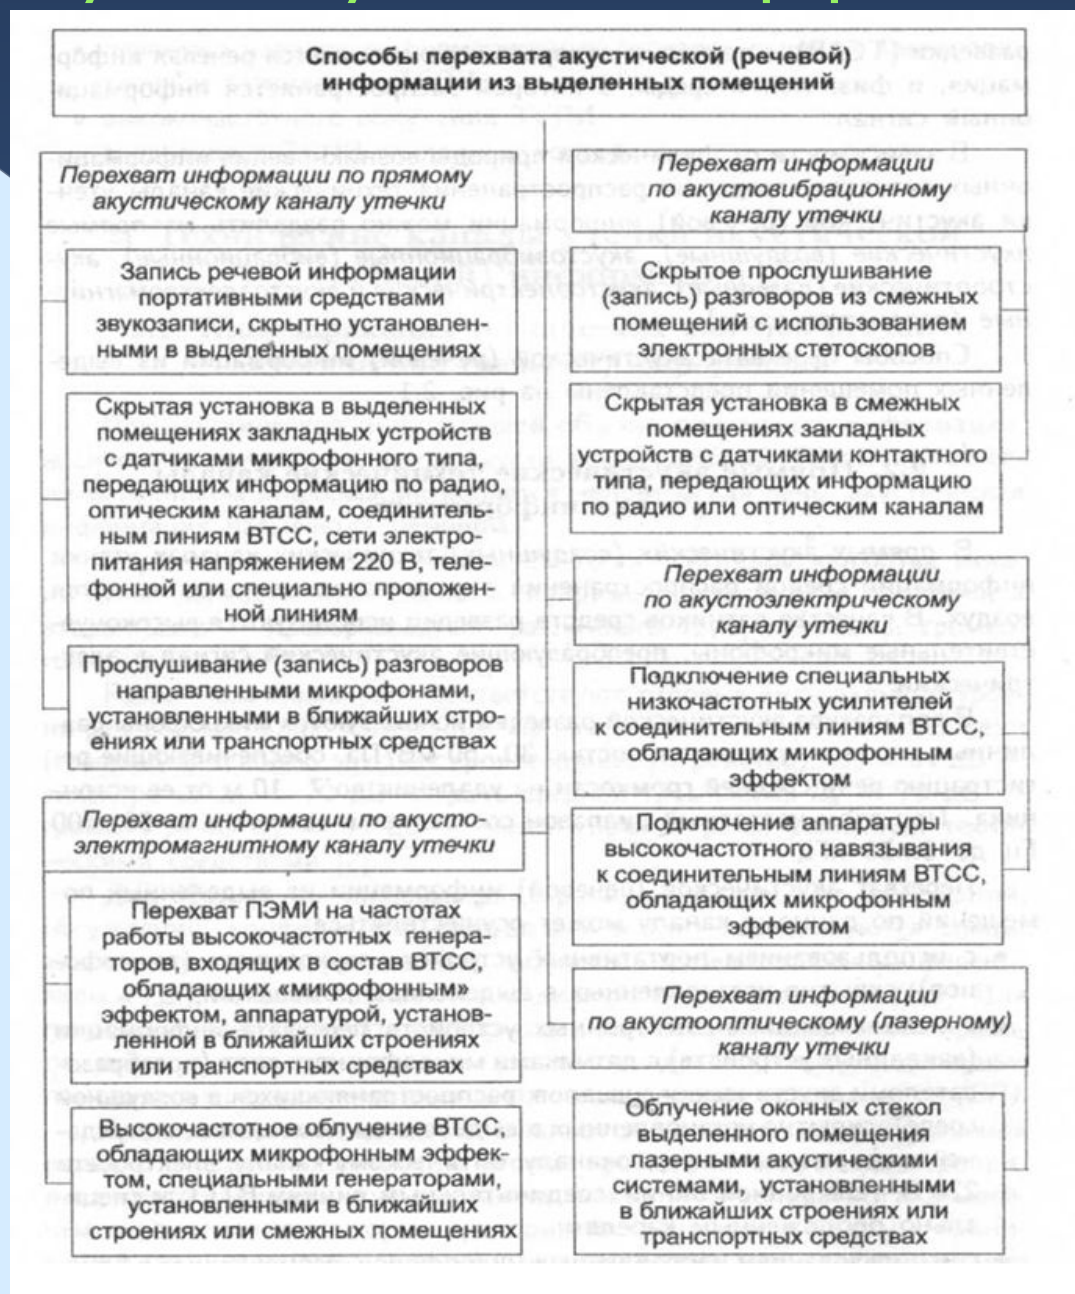 Способы перехвата акустической (речевой)
информации из выделенных помещений
Перехват информации по прямому
акустическому каналу утечки
Запись речевой информации
портативными средствами
звукозаписи, скрытно установлен-
ными в выделенных помещениях
Скрытая установка в выделенных
помещениях закладных устройств
с датчиками микрофонного типа,
передающих информацию по радио,
оптическим каналам, соединитель-
ным линиям ВТСС, сети электро-
питания напряжением 220 В, теле-
фонной или специально проложен-
ной линиям
Прослушивание (запись) разговоров
направленными микрофонами,
установленными в ближайших стро-
ениях или транспортных средствах
Перехват информации по акусто-
электромагнитному каналу утечки
Перехват ПЭМИ на частотах
работы высокочастотных генера-
торов, входящих в состав ВТСС,
обладающих «микрофонным»
эффектом, аппаратурой, установ-
ленной в ближайших строениях
или транспортных средствах
Высокочастотное облучение ВТСС,
обладающих микрофонным эффек-
том, специальными генераторами,
установленными в ближайших
строениях или смежных помещениях
Перехват информации
по акустовибрационному
каналу утечки
Скрытое прослушивание
(запись) разговоров из смежных
помещений с использованием
электронных стетоскопов
Скрытая установка в смежных
помещениях закладных
устройств с датчиками контактного
типа, передающих информацию
по радио или оптическим каналам
Перехват информации
по акустоэлектрическому
каналу утечки
Подключение специальных
низкочастотных усилителей
к соединительным линиям ВТСС,
обладающих микрофонным
эффектом
Подключение аппаратуры
высокочастотного навязывания
к соединительным линиям ВТСС,
обладающих микрофонным
эффектом
Перехват информации
по акустооптическому (лазерному)
каналу утечки
Облучение оконных стекол
выделенного помещения
лазерными акустическими
системами, установленными
в ближайших строениях или
транспортных средствах